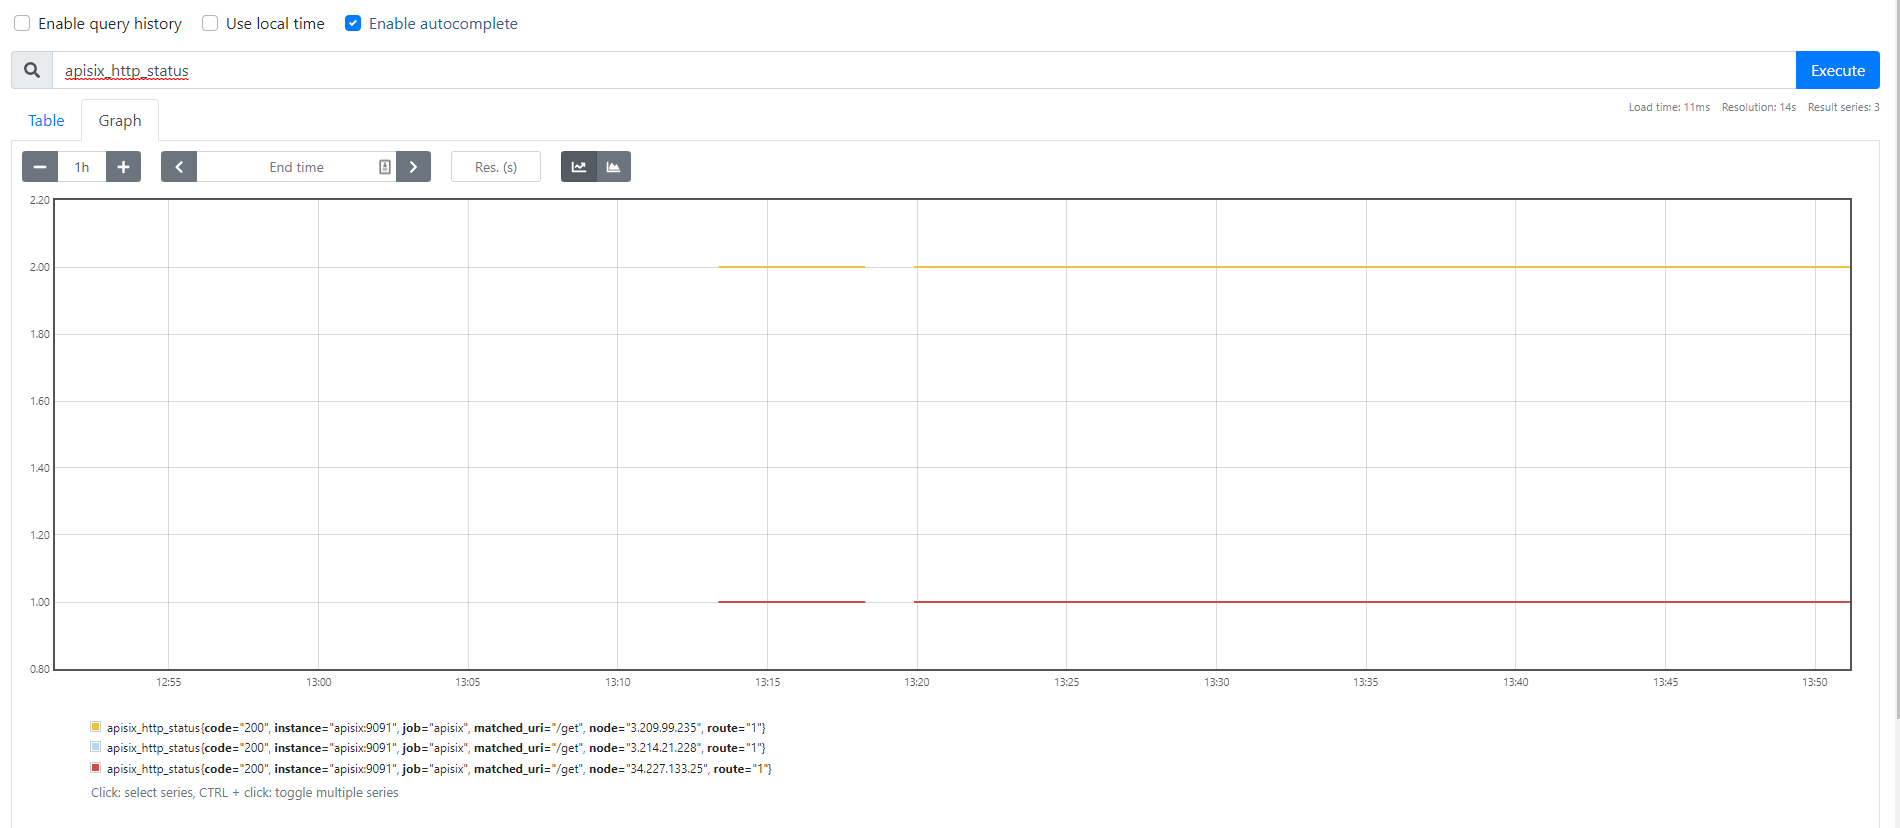 Enable query history Use local time Enable autocomplete
apisix_http_status Execute
Load time: 11ms Resolution: 14s Result series: 3
Table Graph
1h End time Res. (s)
2.20
2.00
1.80
1.60
1.40
1.20
1.00
0.80
12:55 13:00 13:05 13:10 13:15 13:20 13:25 13:30 13:35 13:40 13:45 13:50
apisix_http_status{code="200", instance="apisix:9091", job="apisix", matched_uri="/get", node="3.209.99.235", route="1"}
apisix_http_status{code="200", instance="apisix:9091", job="apisix", matched_uri="/get", node="3.214.21.228", route="1"}
apisix_http_status{code="200", instance="apisix:9091", job="apisix", matched_uri="/get", node="34.227.133.25", route="1"}
Click: select series, CTRL + click: toggle multiple series